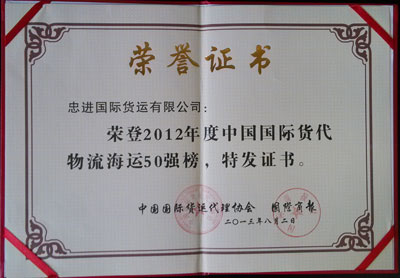 荣誉证书
忠进国际货运有限公司：
荣登2012年度中国国际货代
物流海运50强榜，特发证书。
中国国际货运代理协会 国际商报
二〇一三年八月二日